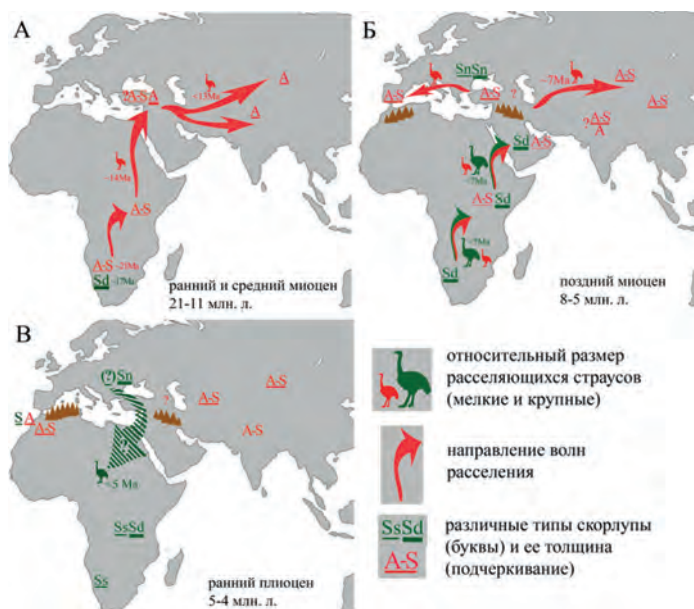 А
?A-S A
~13Ma
A
A
~14Ma
A-S
A-S ~21Ma
Sd ~17Ma
ранний и средний миоцен
21-11 млн. л.
Б
SnSn
A-S
A-S
?
~7Ma
A-S
A-S
?
A-S
A
Sd A-S
<7Ma
A-S Sd
<7Ma
Sd
поздний миоцен
8-5 млн. л.
В
(?) Sn
?
A-S
A-S
S A
A-S
A-S
?
~5 Ma
SsSd
Ss
ранний плиоцен
5-4 млн. л.
относительный размер
расселяющихся страусов
(мелкие и крупные)
направление волн
расселения
SsSd
A-S
различные типы скорлупы
(буквы) и ее толщина
(подчеркивание)